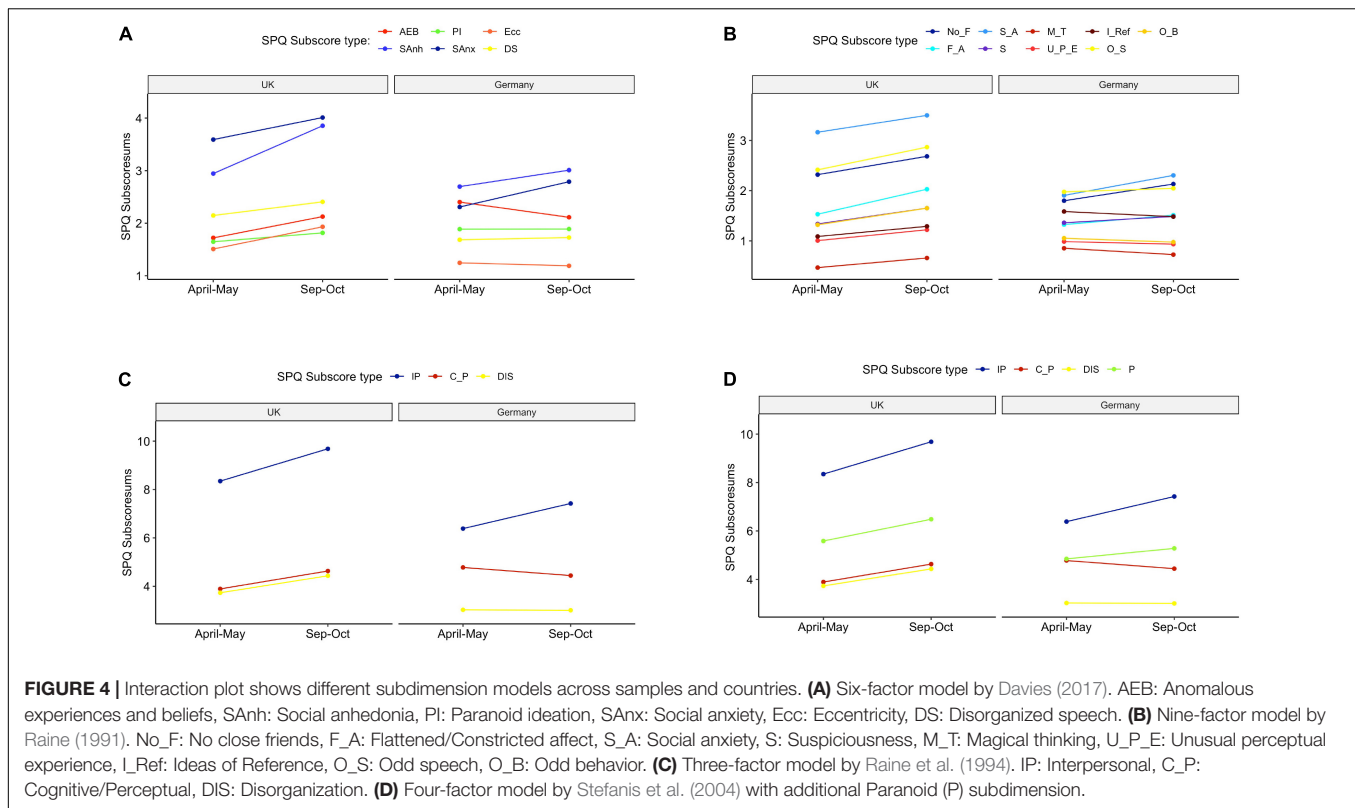 A
SPQ Subscore type: AEB PI Ecc
SAnh SAnx DS
UK Germany
SPQ Subscoresums
4
3
2
1
April-May Sep-Oct April-May Sep-Oct
B
SPQ Subscore type No_F S_A M_T I_Ref O_B
F_A S U_P_E O_S
UK Germany
SPQ Subscoresums
3
2
1
April-May Sep-Oct April-May Sep-Oct
C
SPQ Subscore type IP C_P DIS
UK Germany
SPQ Subscoresums
10
8
6
4
April-May Sep-Oct April-May Sep-Oct
D
SPQ Subscore type IP C_P DIS P
UK Germany
SPQ Subscoresums
10
8
6
4
April-May Sep-Oct April-May Sep-Oct
FIGURE 4 | Interaction plot shows different subdimension models across samples and countries. (A) Six-factor model by Davies (2017). AEB: Anomalous
experiences and beliefs, SAnh: Social anhedonia, PI: Paranoid ideation, SAnx: Social anxiety, Ecc: Eccentricity, DS: Disorganized speech. (B) Nine-factor model by
Raine (1991). No_F: No close friends, F_A: Flattened/Constricted affect, S_A: Social anxiety, S: Suspiciousness, M_T: Magical thinking, U_P_E: Unusual perceptual
experience, I_Ref: Ideas of Reference, O_S: Odd speech, O_B: Odd behavior. (C) Three-factor model by Raine et al. (1994). IP: Interpersonal, C_P:
Cognitive/Perceptual, DIS: Disorganization. (D) Four-factor model by Stefanis et al. (2004) with additional Paranoid (P) subdimension.